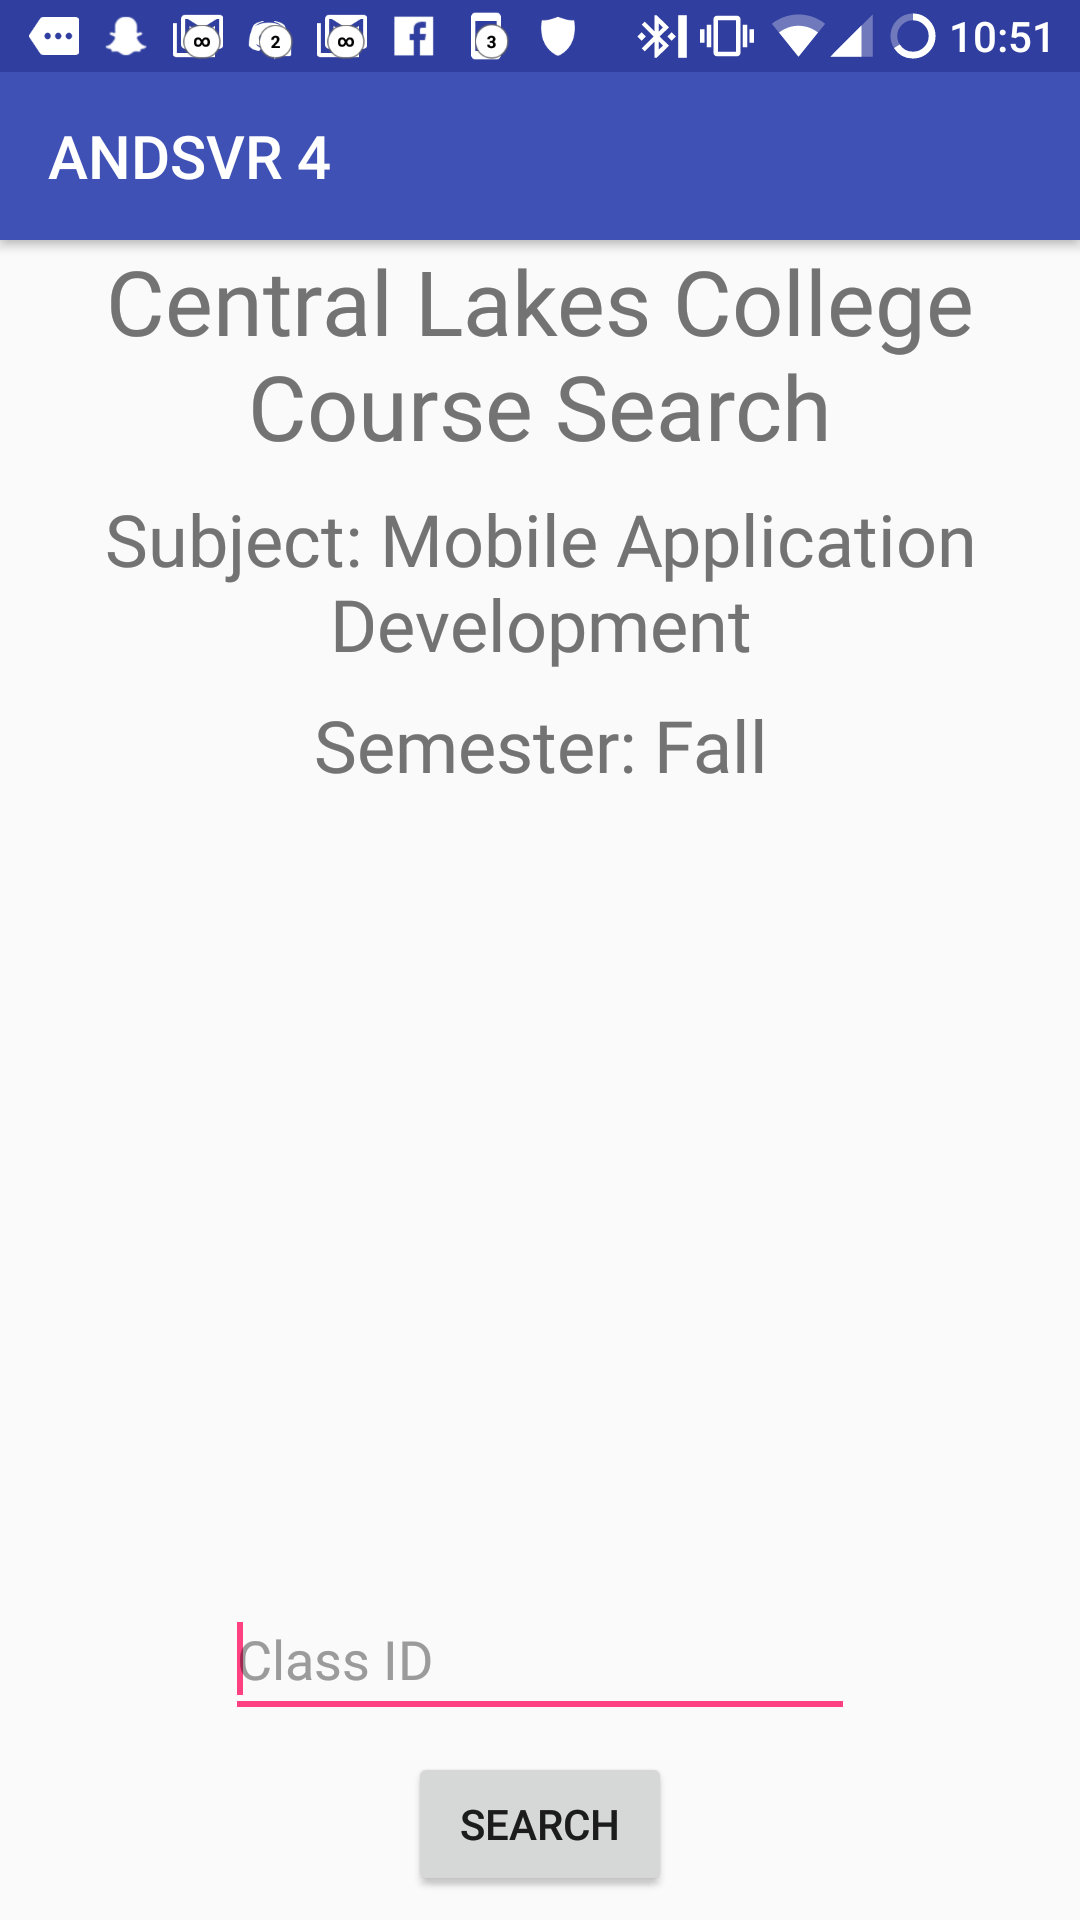 ∞ 2 ∞ 3 10:51
ANDSVR 4
Central Lakes College
Course Search
Subject: Mobile Application
Development
Semester: Fall
Class ID
SEARCH